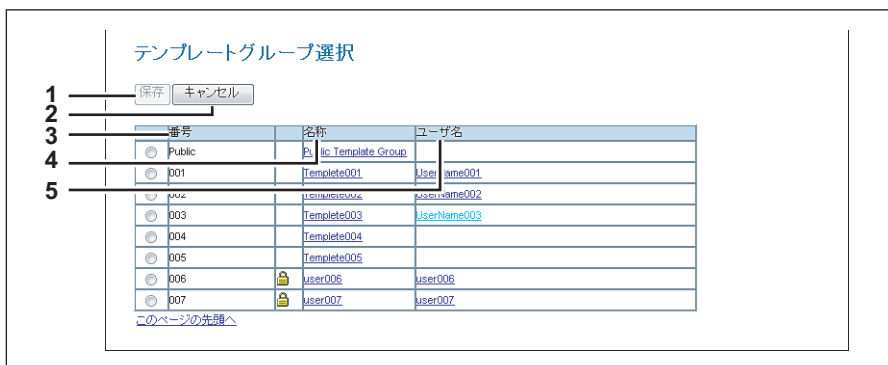 テンプレートグループ選択
1 保存 キャンセル
2
3 番号 名称 ユーザ名
4 Public Public Template Group
5 001 Templete001 UserName001
002 Templete002 UserName002
003 Templete003 UserName003
004 Templete004
005 Templete005
006 user006 user006
007 user007 user007
このページの先頭へ